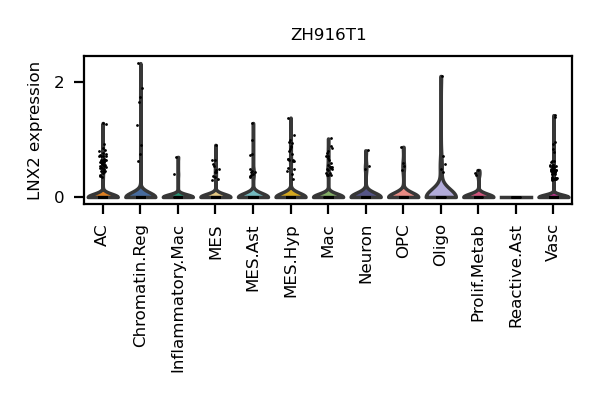 ZH916T1
LNX2 expression
2
0
AC
Chromatin.Reg
Inflammatory.Mac
MES
MES.Ast
MES.Hyp
Mac
Neuron
OPC
Oligo
Prolif.Metab
Reactive.Ast
Vasc